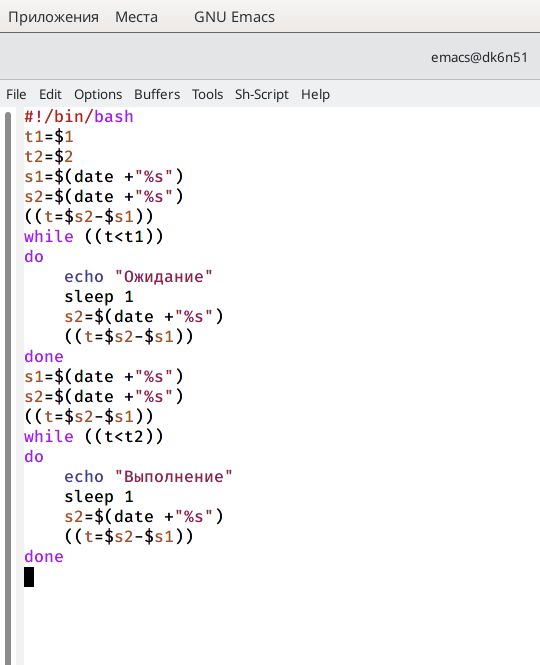 Приложения Места GNU Emacs
emacs@dk6n51
File Edit Options Buffers Tools Sh-Script Help
#!/bin/bash
t1=$1
t2=$2
s1=$(date +"%s")
s2=$(date +"%s")
((t=$s2-$s1))
while ((t<t1))
do
    echo "Ожидание"
    sleep 1
    s2=$(date +"%s")
    ((t=$s2-$s1))
done
s1=$(date +"%s")
s2=$(date +"%s")
((t=$s2-$s1))
while ((t<t2))
do
    echo "Выполнение"
    sleep 1
    s2=$(date +"%s")
    ((t=$s2-$s1))
done